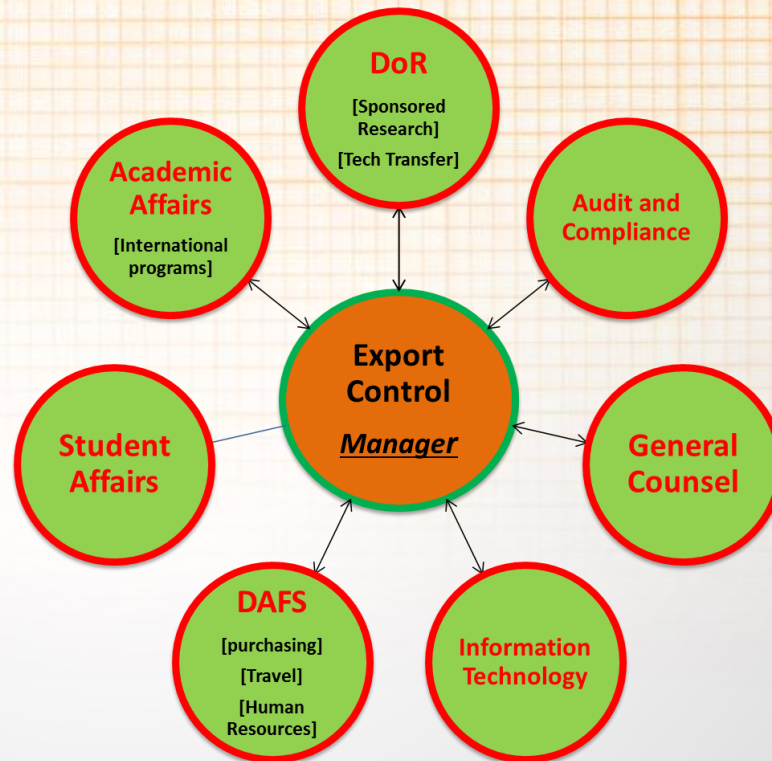 DoR
[Sponsored
Research]
[Tech Transfer]
Academic
Affairs
[International
programs]
Audit and
Compliance
Export
Control
Manager
Student
Affairs
General
Counsel
DAFS
[purchasing]
[Travel]
[Human
Resources]
Information
Technology